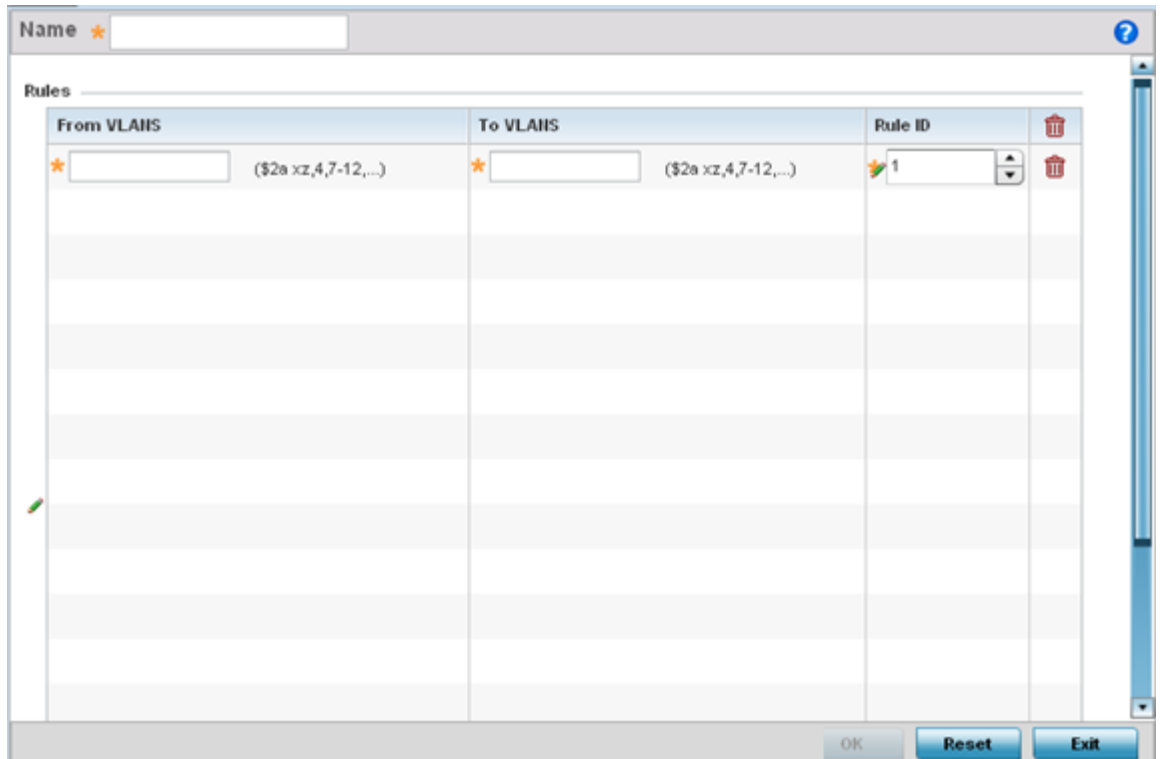 Name *
?
Rules
From VLANS To VLANS Rule ID
* ($2a xz,4,7-12,...) * ($2a xz,4,7-12,...) 1
OK Reset Exit